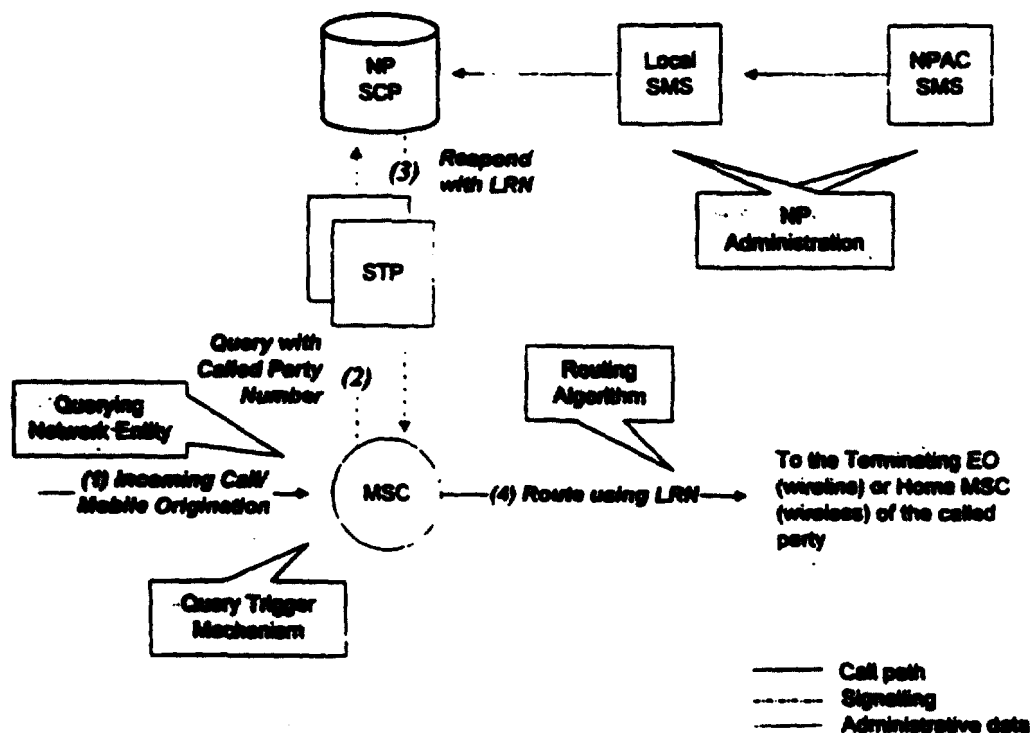 NP
SCP
Local
SMS
NPAC
SMS
(3)
Respond
with LRN
NP
Administration
STP
Query with
Called Party
Number
(2)
Routing
Algorithm
Querying
Network Entity
(1) Incoming Call/
Mobile Origination
MSC
(4) Route using LRN
To the Terminating EO
(wireline) or Home MSC
(wireless) of the called
party
Query Trigger
Mechanism
Call path
Signalling
Administrative data